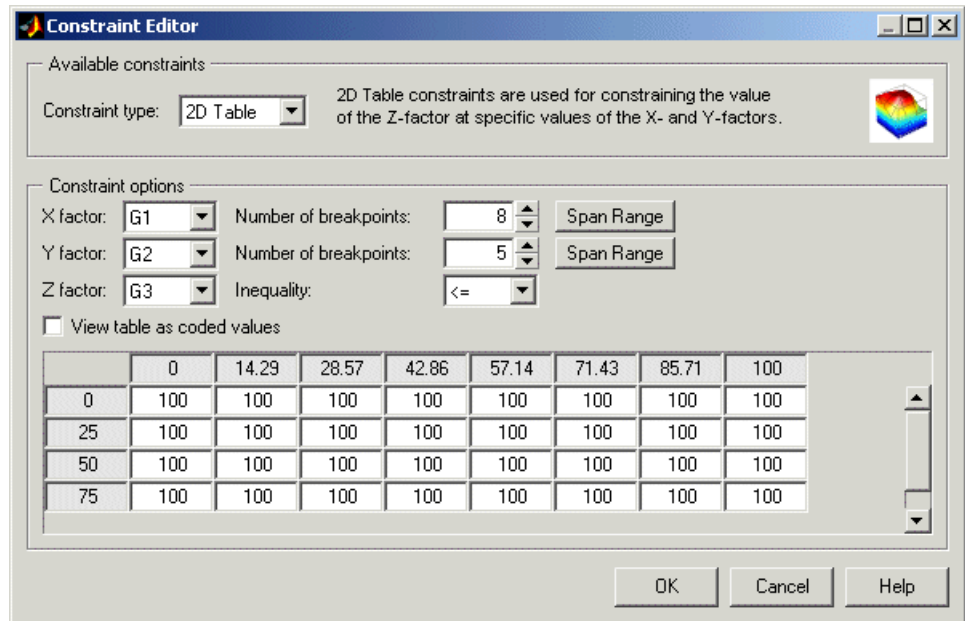 Constraint Editor
Available constraints
Constraint type: 2D Table
2D Table constraints are used for constraining the value
of the Z-factor at specific values of the X- and Y-factors.
Constraint options
X factor: G1 Number of breakpoints: 8 Span Range
Y factor: G2 Number of breakpoints: 5 Span Range
Z factor: G3 Inequality: <=
View table as coded values
0 14.29 28.57 42.86 57.14 71.43 85.71 100
0 100 100 100 100 100 100 100 100
25 100 100 100 100 100 100 100 100
50 100 100 100 100 100 100 100 100
75 100 100 100 100 100 100 100 100
OK Cancel Help